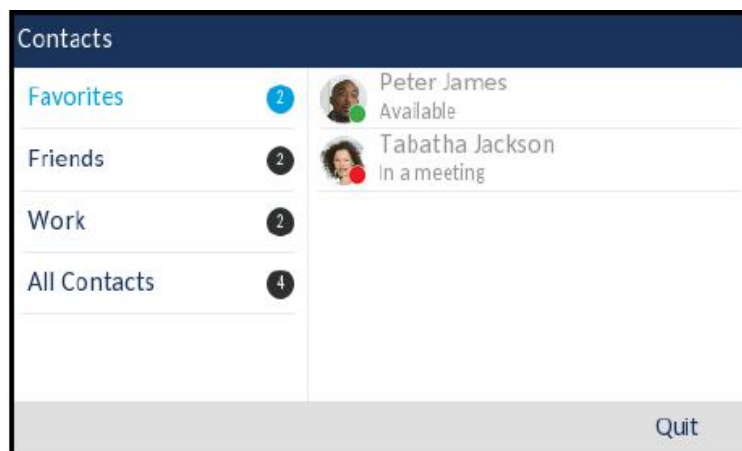 Contacts
Favorites 2
Friends 2
Work 2
All Contacts 4
Peter James
Available
Tabatha Jackson
In a meeting
Quit